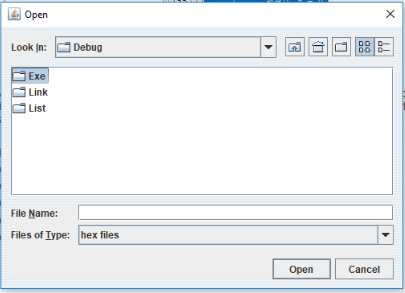 Open
Look In: Debug
Exe
Link
List
File Name:
Files of Type: hex files
Open Cancel